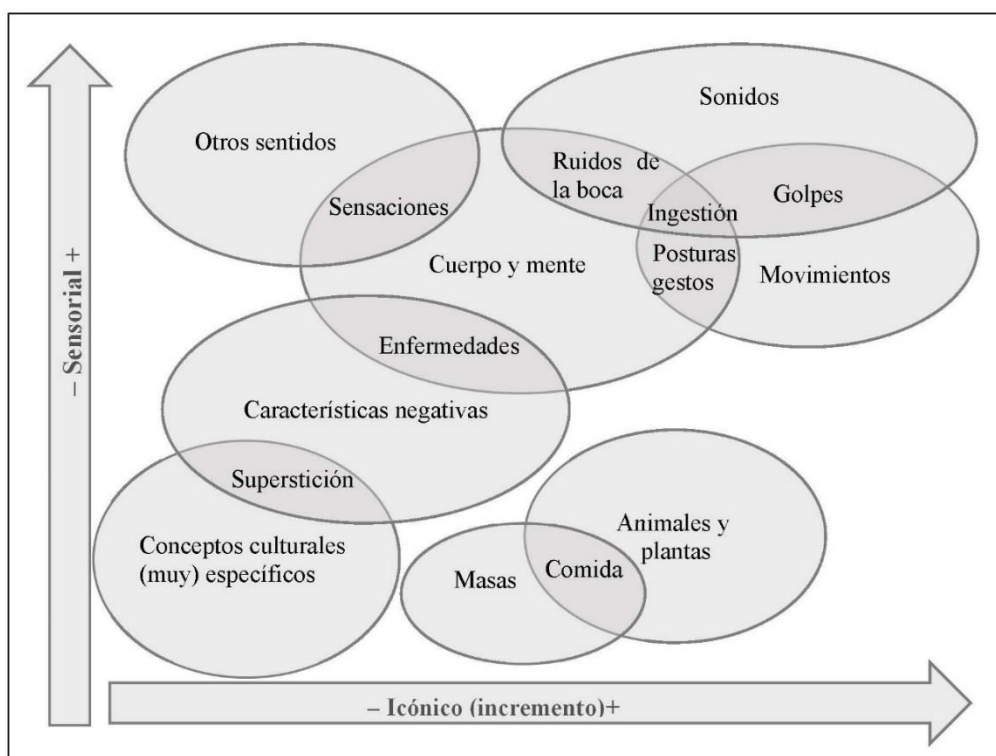 Sonidos
Otros sentidos
Ruidos de
la boca
Golpes
Sensaciones
Ingestión
Cuerpo y mente
Posturas
gestos
Movimientos
– Sensorial +
Enfermedades
Características negativas
Superstición
Animales y
plantas
Conceptos culturales
(muy) específicos
Masas
Comida
– Icónico (incremento)+